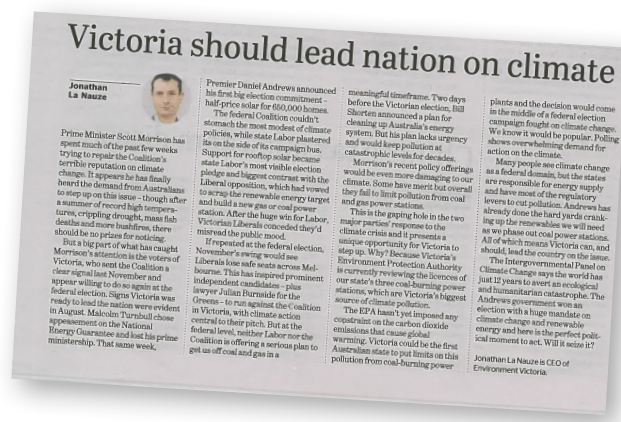 Victoria should lead nation on climate
Jonathan
La Nauze
Prime Minister Scott Morrison has
spent much of the past few weeks
trying to repair the Coalition's
terrible reputation on climate
change. It appears he has finally
heard the demand from Australians
to step up on this issue – though after
a summer of record high tempera-
tures, crippling drought, mass fish
deaths and more bushfires, there
should be no prizes for noticing.
But a big part of what has caught
Morrison's attention is the voters of
Victoria, who sent the Coalition a
clear signal last November and
appear willing to do so again at the
federal election. Signs Victoria was
ready to lead the nation were evident
in August. Malcolm Turnbull chose
appeasement on the National
Energy Guarantee and lost his prime
ministership. That same week,
Premier Daniel Andrews announced
his first big election commitment –
half-price solar for 650,000 homes.
The federal Coalition couldn't
stomach the most modest of climate
policies, while state Labor plastered
its on the side of its campaign bus.
Support for rooftop solar became
state Labor's most visible election
pledge and biggest contrast with the
Liberal opposition, which had vowed
to scrap the renewable energy target
and build a new gas or coal power
station. After the huge win for Labor,
Victorian Liberals conceded they'd
misread the public mood.
If repeated at the federal election,
November's swing would see
Liberals lose safe seats across Mel-
bourne. This has inspired prominent
independent candidates – plus
lawyer Julian Burnside for the
Greens – to run against the Coalition
in Victoria, with climate action
central to their pitch. But at the
federal level, neither Labor nor the
Coalition is offering a serious plan to
get us off coal and gas in a
meaningful timeframe. Two days
before the Victorian election, Bill
Shorten announced a plan for
cleaning up Australia's energy
system. But his plan lacks urgency
and would keep pollution at
catastrophic levels for decades.
Morrison's recent policy offerings
would be even more damaging to our
climate. Some have merit but overall
they fail to limit pollution from coal
and gas power stations.
This is the gaping hole in the two
major parties' response to the
climate crisis and it presents a
unique opportunity for Victoria to
step up. Why? Because Victoria's
Environment Protection Authority
is currently reviewing the licences of
our state's three coal-burning power
stations, which are Victoria's biggest
source of climate pollution.
The EPA hasn't yet imposed any
constraint on the carbon dioxide
emissions that cause global
warming. Victoria could be the first
Australian state to put limits on this
pollution from coal-burning power
plants and the decision would come
in the middle of a federal election
campaign fought on climate change.
We know it would be popular. Polling
shows overwhelming demand for
action on the climate.
Many people see climate change
as a federal domain, but the states
are responsible for energy supply
and have most of the regulatory
levers to cut pollution. Andrews has
already done the hard yards crank-
ing up the renewables we will need
as we phase out coal power stations.
All of which means Victoria can, and
should, lead the country on the issue.
The Intergovernmental Panel on
Climate Change says the world has
just 12 years to avert an ecological
and humanitarian catastrophe. The
Andrews government won an
election with a huge mandate on
climate change and renewable
energy and here is the perfect polit-
ical moment to act. Will it seize it?
Jonathan La Nauze is CEO of
Environment Victoria.